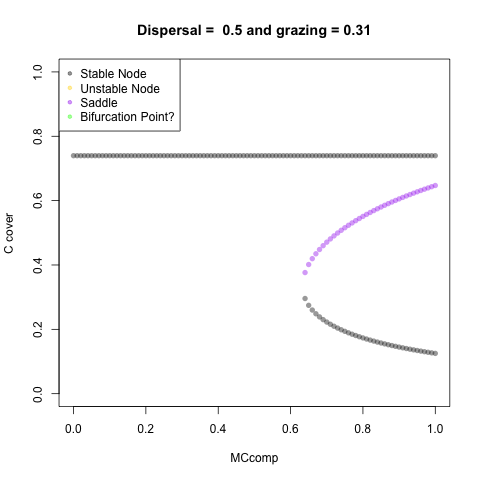 Dispersal =  0.5 and grazing = 0.31
Stable Node
Unstable Node
Saddle
Bifurcation Point?
1.0
0.8
0.6
0.4
0.2
0.0
C cover
0.0 0.2 0.4 0.6 0.8 1.0
MCcomp